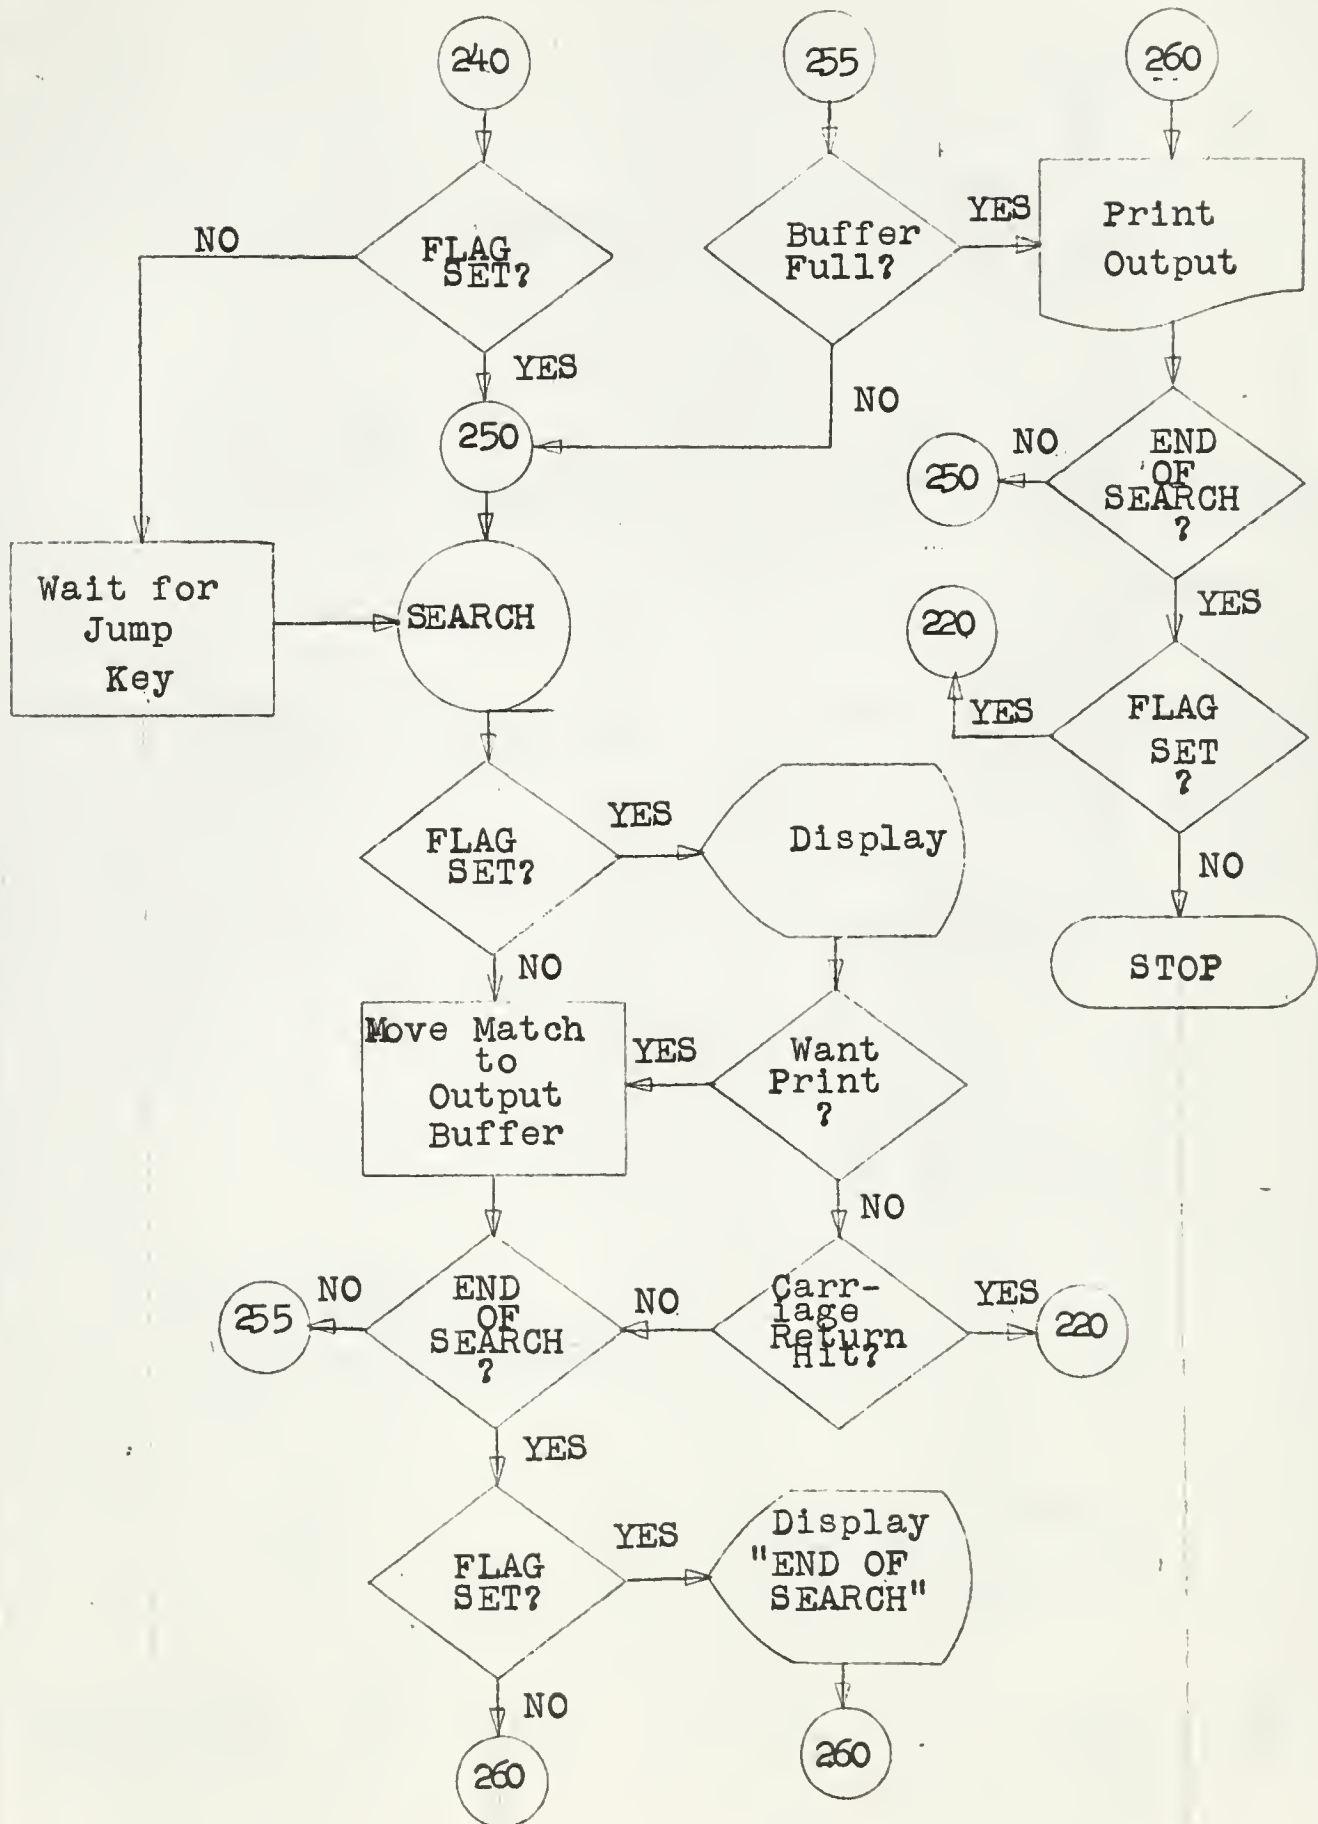 240
255
260
NO
FLAG
SET?
Buffer
Full?
YES
Print
Output
YES
NO
250
250
NO
END
OF
SEARCH
?
Wait for
Jump
Key
SEARCH
YES
220
YES
FLAG
SET
?
NO
STOP
FLAG
SET?
YES
Display
NO
Move Match
to
Output
Buffer
YES
Want
Print
?
NO
255
NO
END
OF
SEARCH
?
NO
Carr-
iage
Return
Hit?
YES
220
YES
FLAG
SET?
YES
Display
"END OF
SEARCH"
NO
260
260